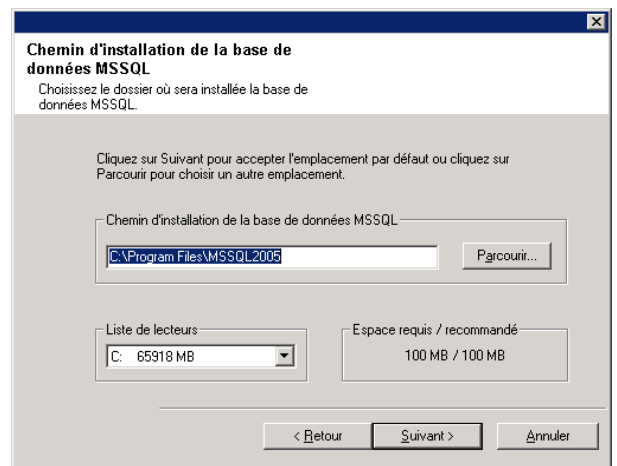 Chemin d'installation de la base de
données MSSQL
Choisissez le dossier où sera installée la base de
données MSSQL.
Cliquez sur Suivant pour accepter l'emplacement par défaut ou cliquez sur
Parcourir pour choisir un autre emplacement.
Chemin d'installation de la base de données MSSQL
C:\Program Files\MSSQL2005
Parcourir...
Liste de lecteurs
C: 65918 MB
Espace requis / recommandé
100 MB / 100 MB
< Retour
Suivant >
Annuler